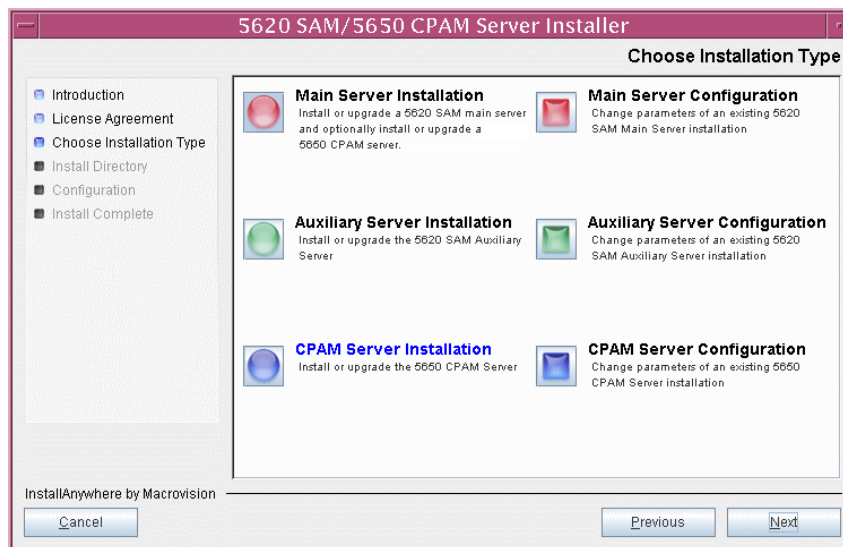 5620 SAM/5650 CPAM Server Installer
Choose Installation Type
Introduction
License Agreement
Choose Installation Type
Install Directory
Configuration
Install Complete
Main Server Installation
Install or upgrade a 5620 SAM main server
and optionally install or upgrade a
5650 CPAM server.
Main Server Configuration
Change parameters of an existing 5620
SAM Main Server installation
Auxiliary Server Installation
Install or upgrade the 5620 SAM Auxiliary
Server
Auxiliary Server Configuration
Change parameters of an existing 5620
SAM Auxiliary Server installation
CPAM Server Installation
Install or upgrade the 5650 CPAM Server
CPAM Server Configuration
Change parameters of an existing 5650
CPAM Server installation
InstallAnywhere by Macrovision
Cancel
Previous
Next